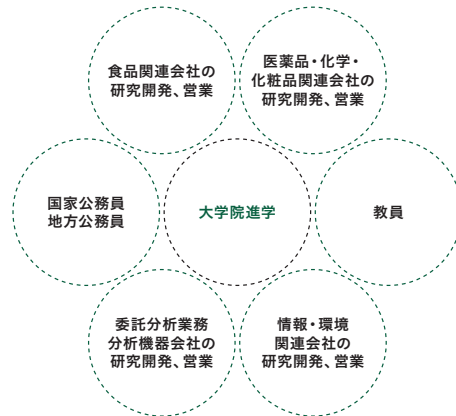 食品関連会社の
研究開発、営業
医薬品・化学・
化粧品関連会社の
研究開発、営業
国家公務員
地方公務員
大学院進学
教員
委託分析業務
分析機器会社の
研究開発、営業
情報・環境
関連会社の
研究開発、営業